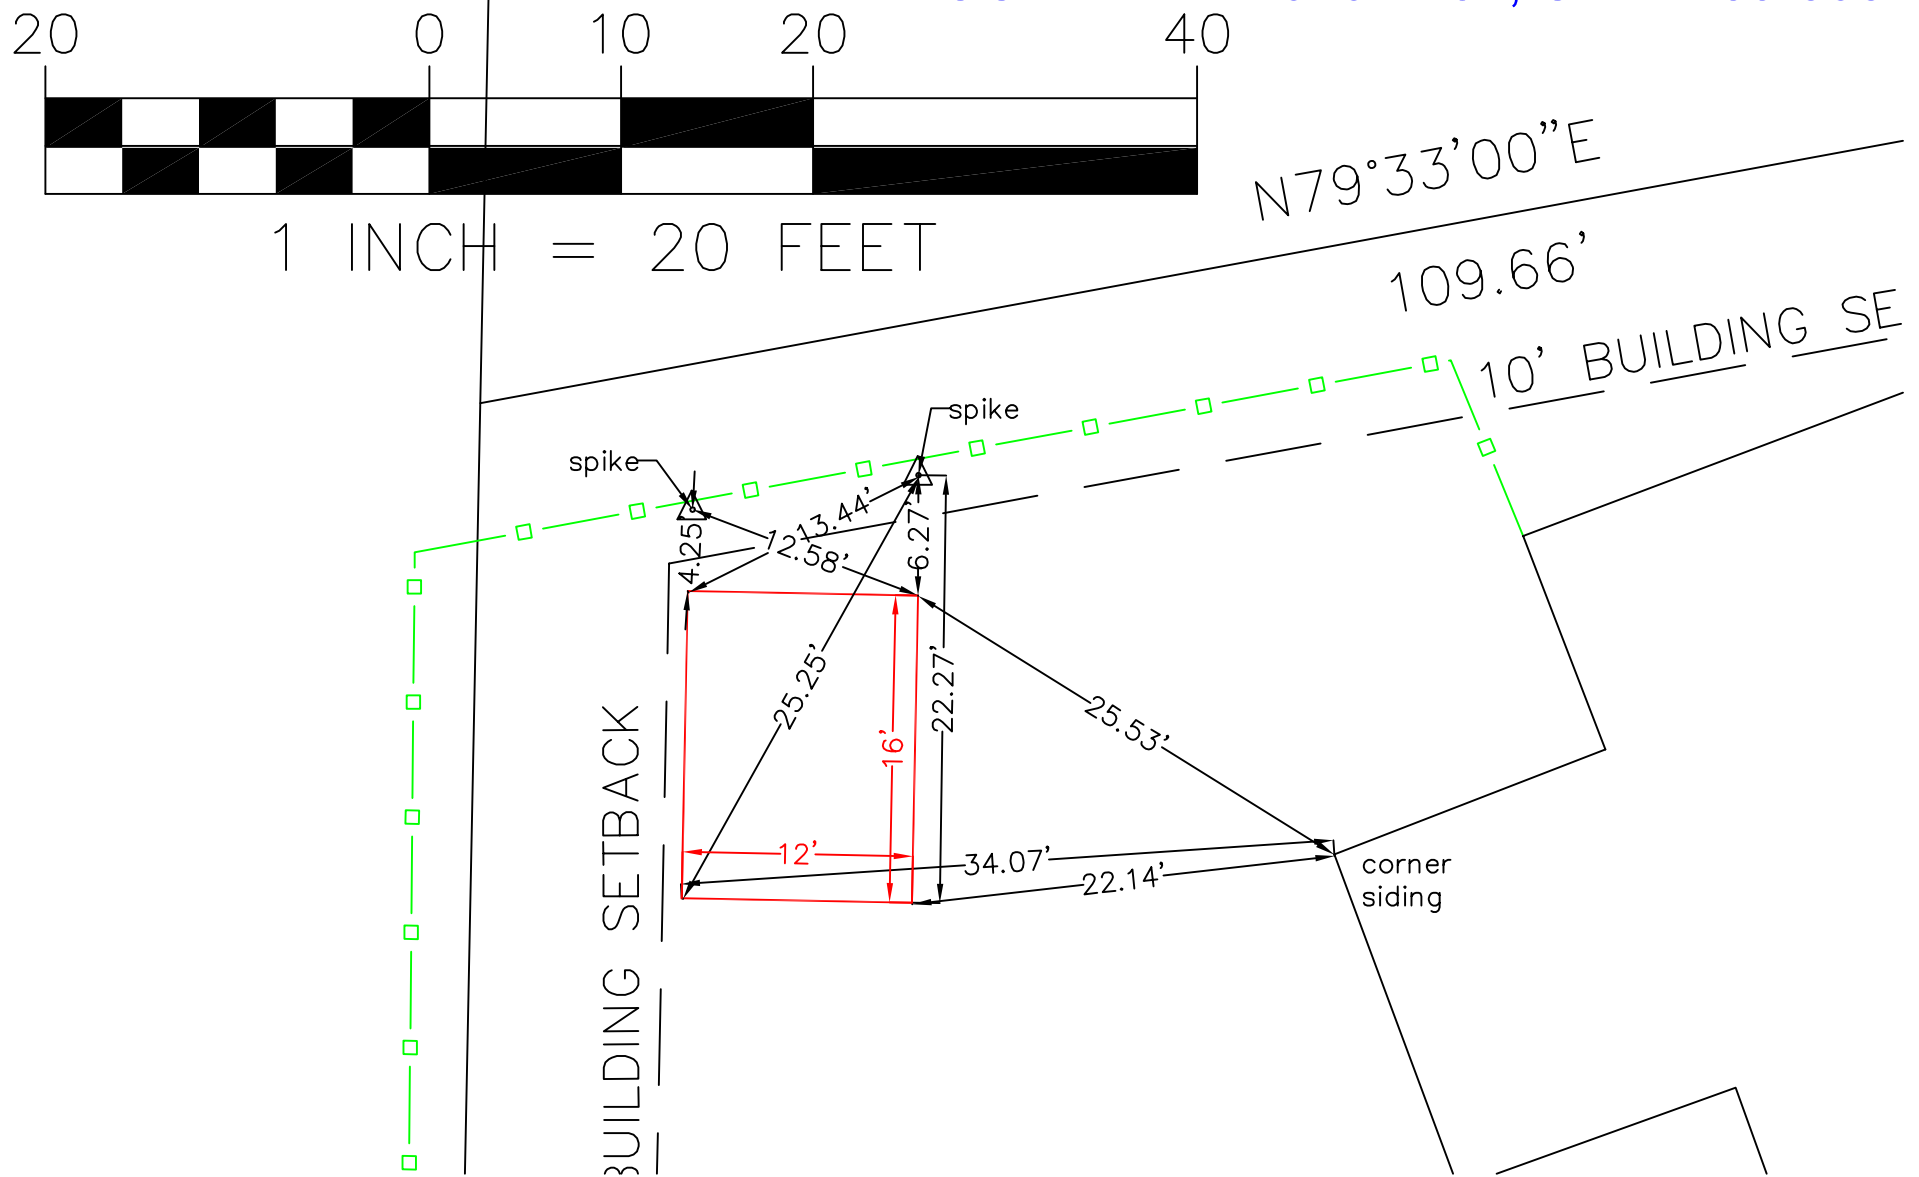 20 0 10 20 40
1 INCH = 20 FEET
N79°33'00"E
109.66'
10' BUILDING SE
spike
spike
13.44'
12.58'
4.25'
6.27'
25.25'
22.27'
16'
25.53'
12'
34.07'
22.14'
corner
siding
BUILDING SETBACK